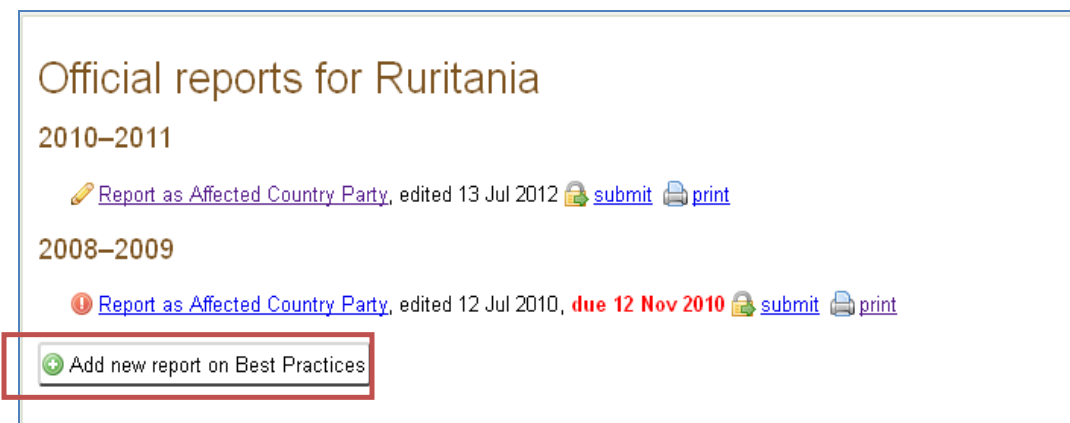 Official reports for Ruritania
2010–2011
Report as Affected Country Party, edited 13 Jul 2012 submit print
2008–2009
Report as Affected Country Party, edited 12 Jul 2010, due 12 Nov 2010 submit print
Add new report on Best Practices